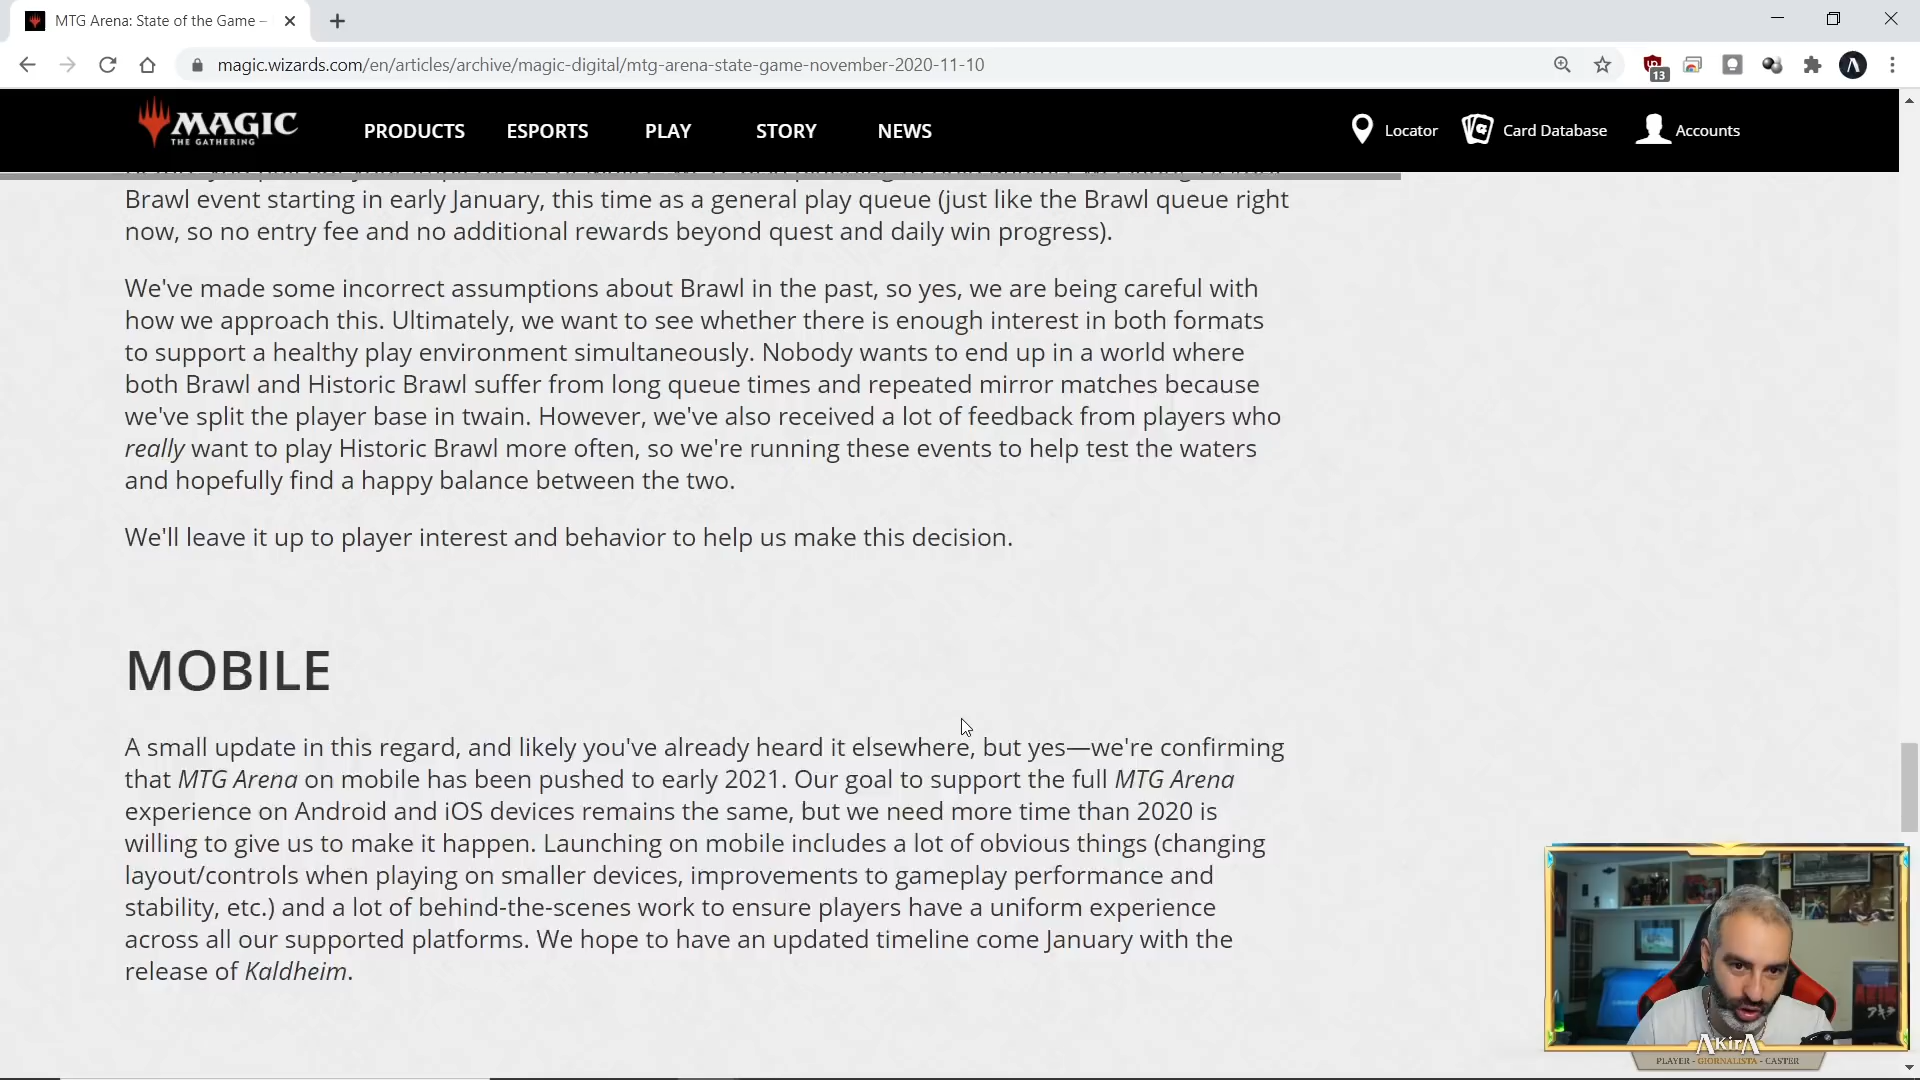 MTG Arena: State of the Game –
magic.wizards.com/en/articles/archive/magic-digital/mtg-arena-state-game-november-2020-11-10
13
MAGIC
THE GATHERING
PRODUCTS ESPORTS PLAY STORY NEWS
Locator Card Database Accounts
Brawl event starting in early January, this time as a general play queue (just like the Brawl queue right
now, so no entry fee and no additional rewards beyond quest and daily win progress).
We've made some incorrect assumptions about Brawl in the past, so yes, we are being careful with
how we approach this. Ultimately, we want to see whether there is enough interest in both formats
to support a healthy play environment simultaneously. Nobody wants to end up in a world where
both Brawl and Historic Brawl suffer from long queue times and repeated mirror matches because
we've split the player base in twain. However, we've also received a lot of feedback from players who
really want to play Historic Brawl more often, so we're running these events to help test the waters
and hopefully find a happy balance between the two.
We'll leave it up to player interest and behavior to help us make this decision.
MOBILE
A small update in this regard, and likely you've already heard it elsewhere, but yes—we're confirming
that MTG Arena on mobile has been pushed to early 2021. Our goal to support the full MTG Arena
experience on Android and iOS devices remains the same, but we need more time than 2020 is
willing to give us to make it happen. Launching on mobile includes a lot of obvious things (changing
layout/controls when playing on smaller devices, improvements to gameplay performance and
stability, etc.) and a lot of behind-the-scenes work to ensure players have a uniform experience
across all our supported platforms. We hope to have an updated timeline come January with the
release of Kaldheim.
AKirA
PLAYER - GIORNALISTA - CASTER